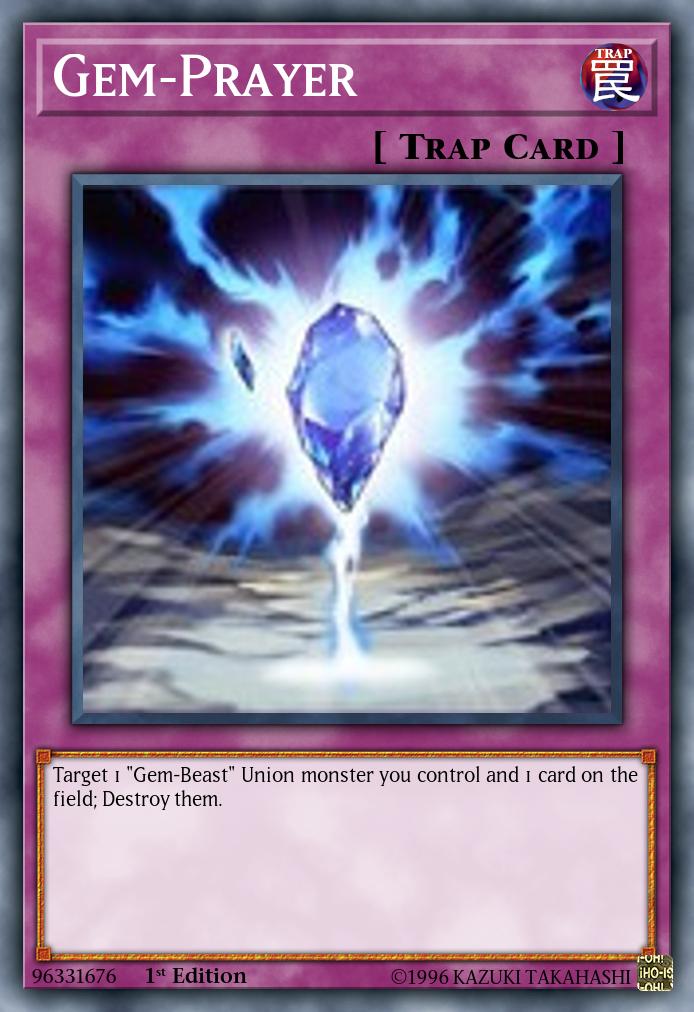 GEM-PRAYER
TRAP
罠
[ TRAP CARD ]
Target 1 "Gem-Beast" Union monster you control and 1 card on the
field; Destroy them.
96331676 1st Edition ©1996 KAZUKI TAKAHASHI